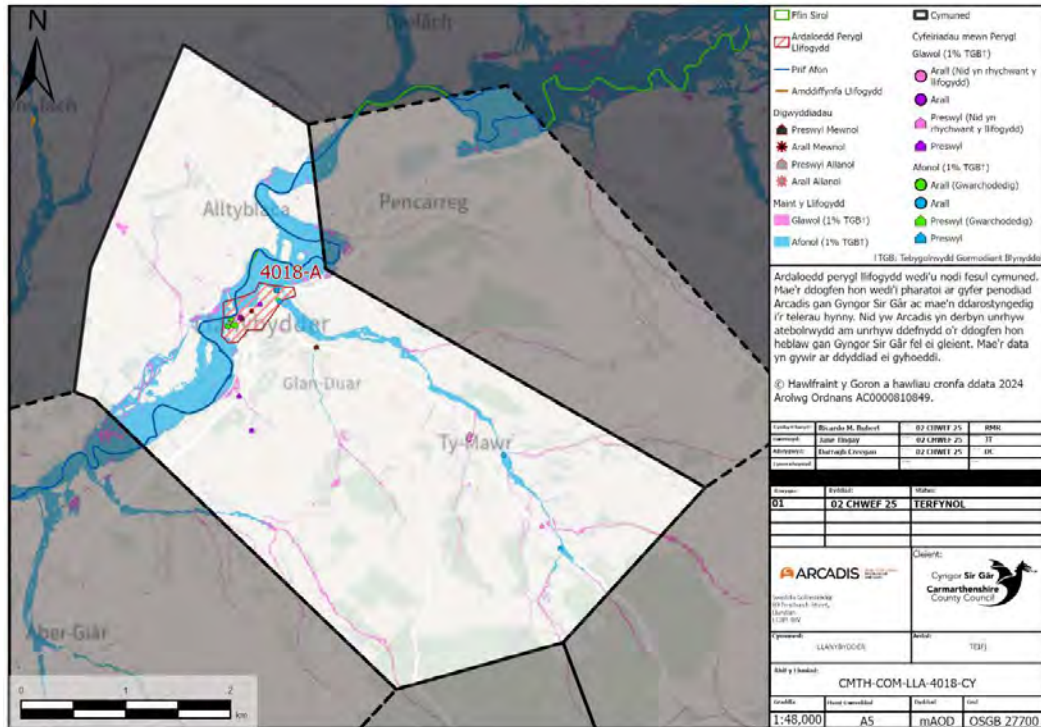 N
Alltyblaca
Pencarreg
4018-A
Glan-Duar
Ty-Mawr
Aber-Giâr
0 1 2
km
Ffin Sirol
Cymuned
Ardaloedd Perygl
Llifogydd
Prif Afon
Amddiffynfa Llifogydd
Digwyddiadau
Preswyl Mewnol
Arall Mewnol
Preswyl Allanol
Arall Allanol
Maint y Llifogydd
Glawol (1% TGB†)
Afonol (1% TGB†)
Cyfeiriadau mewn Perygl
Glawol (1% TGB†)
Arall (Nid yn rhychwant y
llifogydd)
Arall
Preswyl (Nid yn
rhychwant y llifogydd)
Preswyl
Afonol (1% TGB†)
Arall (Gwarchodedig)
Arall
Preswyl (Gwarchodedig)
Preswyl
†TGB: Tebygolrwydd Gormodiant Blynyddol
Ardaloedd perygl llifogydd wedi'u nodi fesul cymuned.
Mae'r ddogfen hon wedi'i pharatoi ar gyfer penodiad
Arcadis gan Gyngor Sir Gâr ac mae'n ddarostyngedig
i'r telerau hynny. Nid yw Arcadis yn derbyn unrhyw
atebolrwydd am unrhyw ddefnydd o'r ddogfen hon
heblaw gan Gyngor Sir Gâr fel ei gleient. Mae'r data
yn gywir ar ddyddiad ei gyhoeddi.
© Hawlfraint y Goron a hawliau cronfa ddata 2024
Arolwg Ordnans AC0000810849.
Ricardo M. Rubert 02 CHWEF 25 RMR
02 CHWEF 25
Darragh Creegan 02 CHWEF 25 DC
Dyddiad: Statws:
01 02 CHWEF 25 TERFYNOL
ARCADIS
Cleient:
Cyngor Sir Gâr
Carmarthenshire
County Council
Cymuned:
LLANYBYDDER
Ardal:
TEIFI
CMTH-COM-LLA-4018-CY
Graddfa
1:48,000 A5 mAOD OSGB 27700